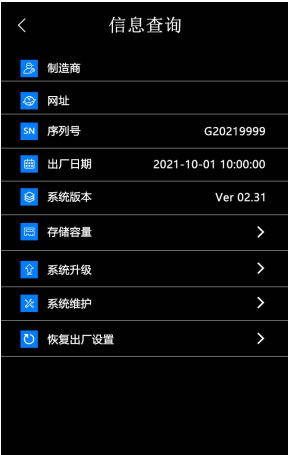 信息查询
制造商
网址
SN 序列号 G20219999
出厂日期 2021-10-01 10:00:00
系统版本 Ver 02.31
存储容量
系统升级
系统维护
恢复出厂设置